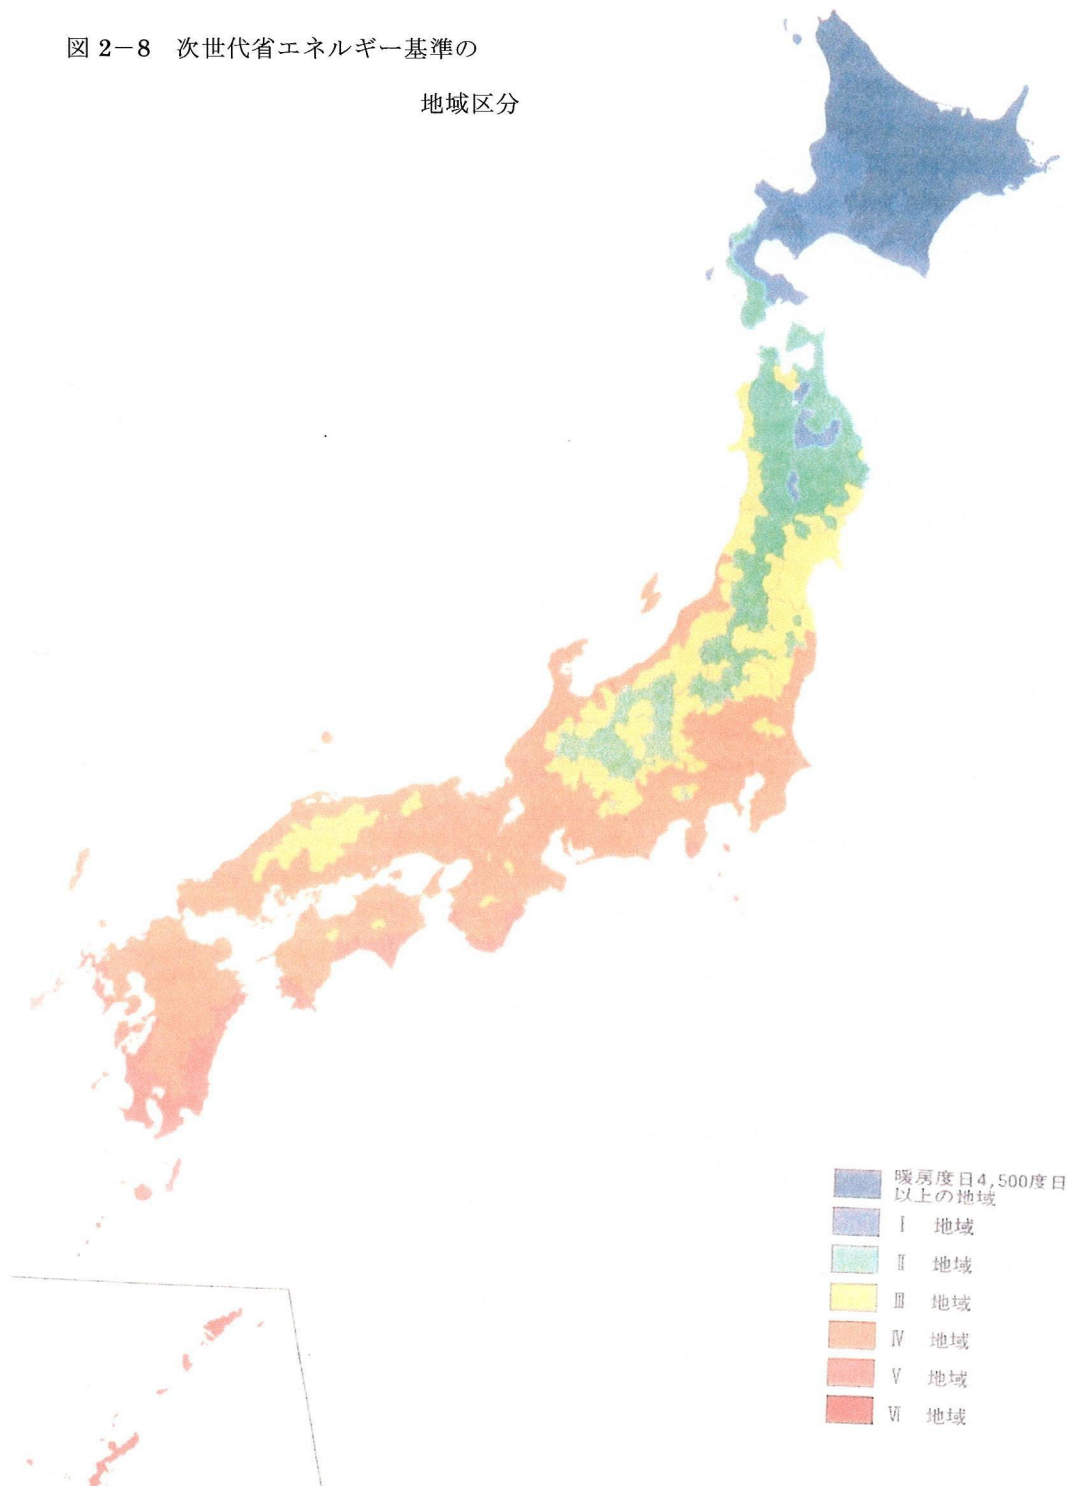 図 2－8　次世代省エネルギー基準の
地域区分
暖房度日4,500度日
以上の地域
Ⅰ　地域
Ⅱ　地域
Ⅲ　地域
Ⅳ　地域
Ⅴ　地域
Ⅵ　地域